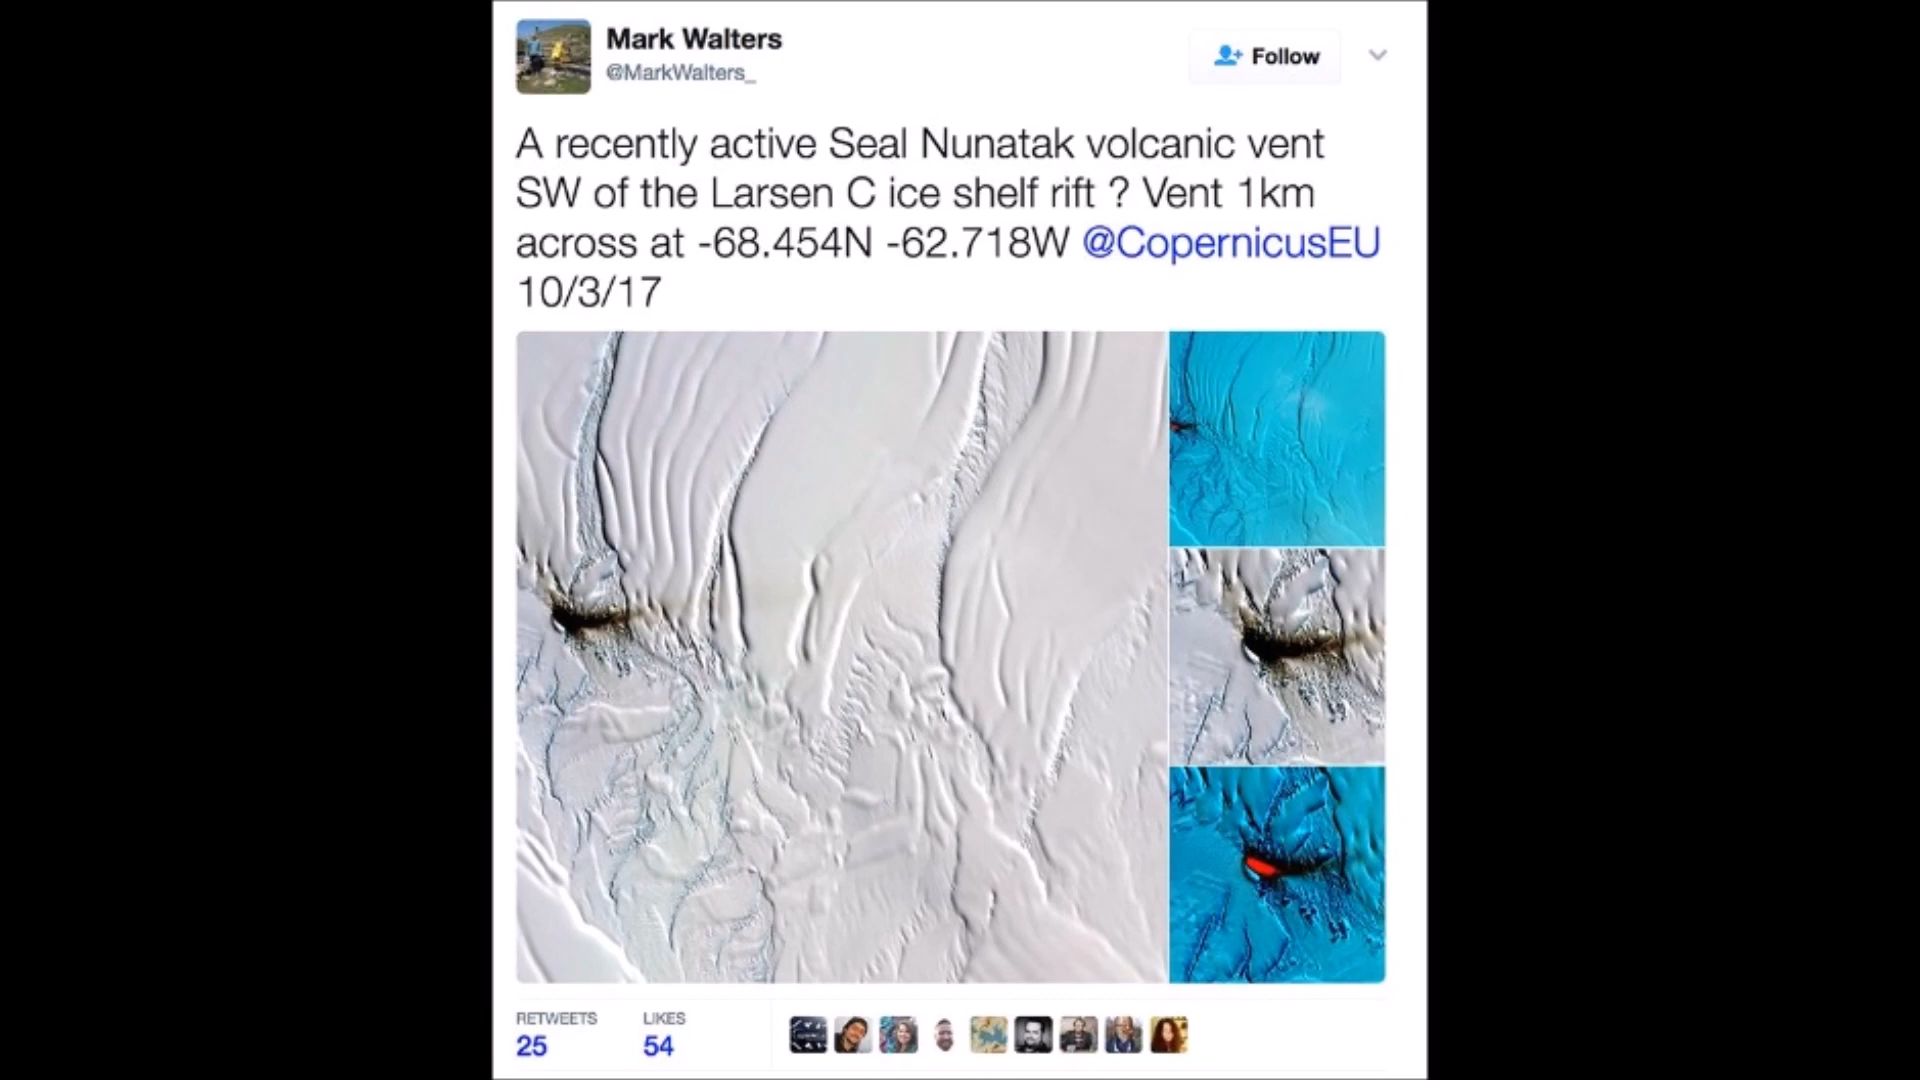 Mark Walters
@MarkWalters_
Follow
A recently active Seal Nunatak volcanic vent
SW of the Larsen C ice shelf rift ? Vent 1km
across at -68.454N -62.718W @CopernicusEU
10/3/17
RETWEETS
LIKES
25
54